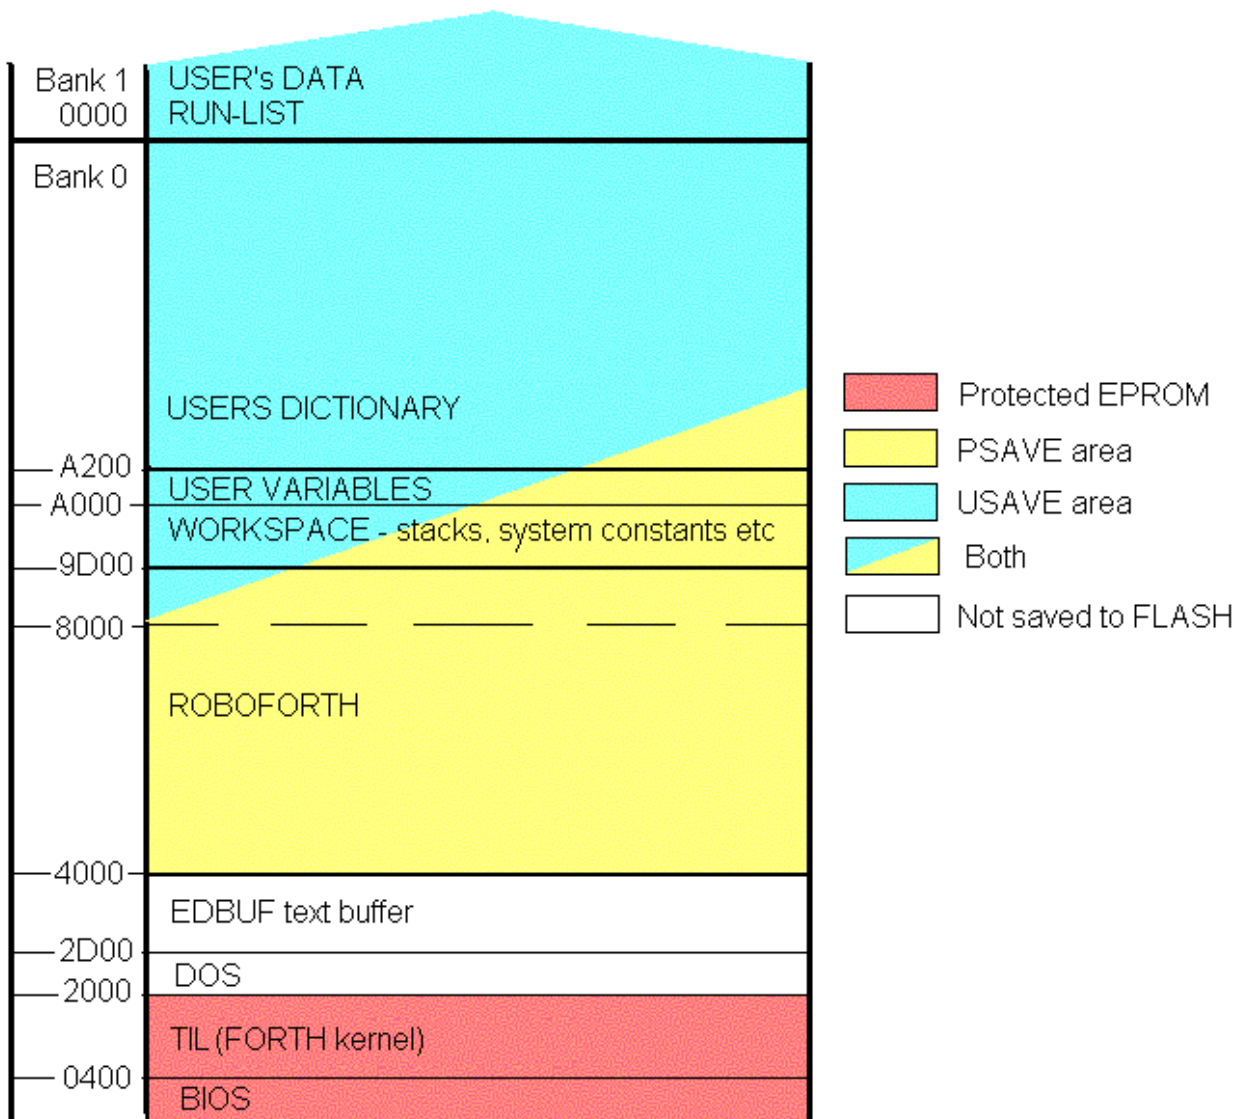 Bank 1
0000
USER's DATA
RUN-LIST
Bank 0
USERS DICTIONARY
A200
USER VARIABLES
A000
WORKSPACE - stacks, system constants etc
9D00
8000
ROBOFORTH
4000
EDBUF text buffer
2D00
DOS
2000
TIL (FORTH kernel)
0400
BIOS
Protected EPROM
PSAVE area
USAVE area
Both
Not saved to FLASH